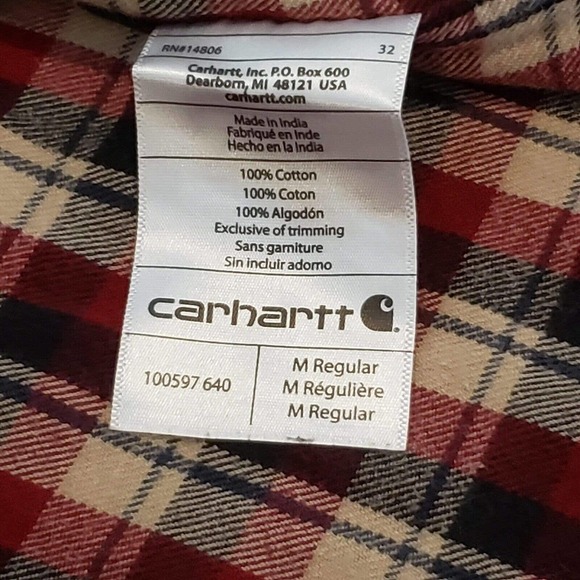 RN#14806 32
Carhartt, Inc. P.O. Box 600
Dearborn, MI 48121 USA
carhartt.com
Made in India
Fabriqué en Inde
Hecho en la India
100% Cotton
100% Coton
100% Algodón
Exclusive of trimming
Sans garniture
Sin incluir adorno
carhartt
100597 640
M Regular
M Régulière
M Regular